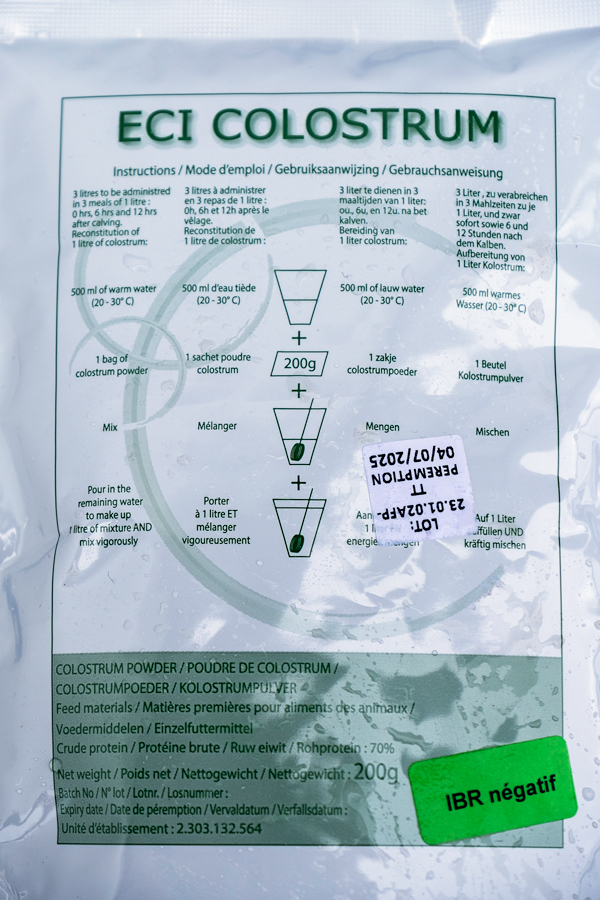 ECI COLOSTRUM
Instructions / Mode d'emploi / Gebruiksaanwijzing / Gebrauchsanweisung
3 litres to be administred
in 3 meals of 1 litre :
0 hrs, 6 hrs and 12 hrs
after calving.
Reconstitution of
1 litre of colostrum:
3 litres à administrer
en 3 repas de 1 litre :
0h, 6h et 12h après le
vêlage.
Reconstitution de
1 litre de colostrum :
3 liter te dienen in 3
maaltijden van 1 liter:
ou., 6u, en 12u. na bet
kalven.
Bereiding van
1 liter colostrum:
3 Liter , zu verabreichen
in 3 Mahlzeiten zu je
1 Liter, und zwar
sofort sowie 6 und
12 Stunden nach
dem Kalben.
Aufbereitung von
1 Liter Kolostrum:
500 ml of warm water
(20 - 30° C)
500 ml d'eau tiède
(20 - 30° C)
500 ml of lauw water
(20 - 30° C)
500 ml warmes
Wasser (20 - 30° C)
+
1 bag of
colostrum powder
1 sachet poudre
colostrum
200g
1 zakje
colostrumpoeder
1 Beutel
Kolostrumpulver
+
Mix
Mélanger
Mengen
Mischen
+
Pour in the
remaining water
to make up
litre of mixture AND
mix vigorously
Porter
à 1 litre ET
mélanger
vigoureusement
1
mengen
Auf 1 Liter
auffüllen UND
kräftig mischen
LOT:
23.01.02AFP-
TT
PEREMPTION
04/07/2025
COLOSTRUM POWDER / POUDRE DE COLOSTRUM /
COLOSTRUMPOEDER / KOLOSTRUMPULVER
Feed materials / Matières premières pour aliments des animaux /
Voedermiddelen / Einzelfuttermittel
Crude protein / Protéine brute / Ruw eiwit / Rohprotein : 70%
Net weight / Poids net / Nettogewicht / Nettogewicht : 200g
Batch No / N° lot / Lotnr. / Losnummer :
Expiry date / Date de péremption / Vervaldatum / Verfallsdatum :
Unité d'établissement : 2.303.132.564
IBR négatif